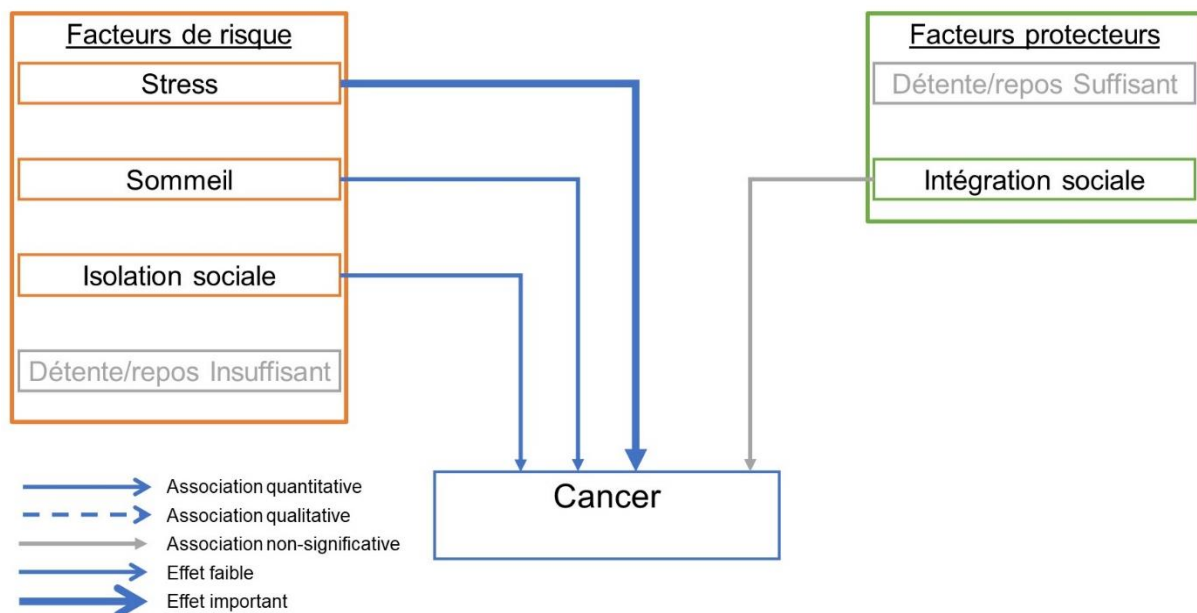 Facteurs de risque
Stress
Sommeil
Isolation sociale
Détente/repos Insuffisant
Facteurs protecteurs
Détente/repos Suffisant
Intégration sociale
Cancer
Association quantitative
Association qualitative
Association non-significative
Effet faible
Effet important